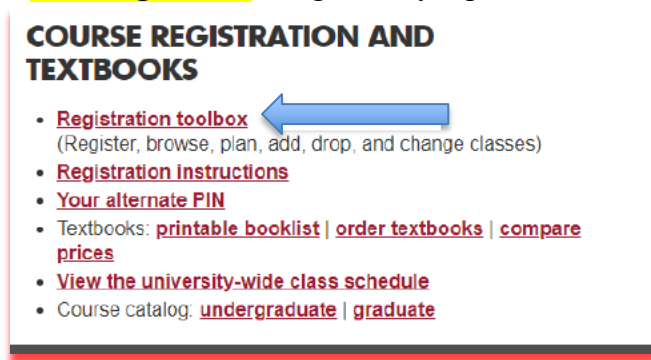 COURSE REGISTRATION AND
TEXTBOOKS
• Registration toolbox
(Register, browse, plan, add, drop, and change classes)
• Registration instructions
• Your alternate PIN
• Textbooks: printable booklist | order textbooks | compare
prices
• View the university-wide class schedule
• Course catalog: undergraduate | graduate